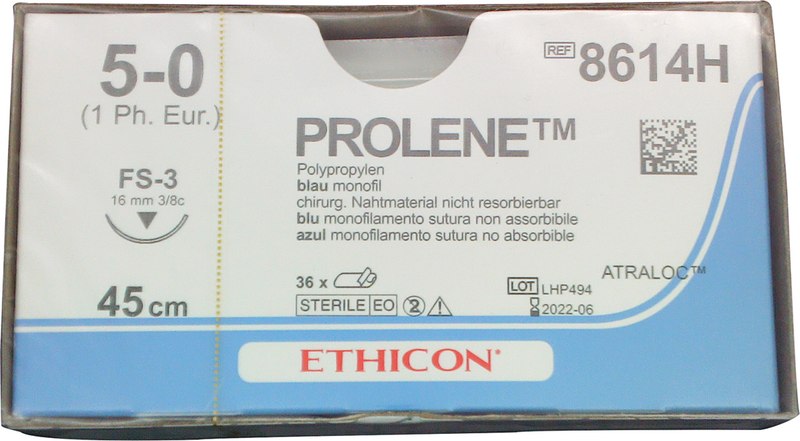 5-0
(1 Ph. Eur.)
FS-3
16 mm 3/8c
45 cm
REF 8614H
PROLENE™
Polypropylen
blau monofil
chirurg. Nahtmaterial nicht resorbierbar
blu monofilamento sutura non assorbibile
azul monofilamento sutura no absorbible
36 x
STERILE EO 2
LOT LHP494
2022-06
ATRALOC™
ETHICON®